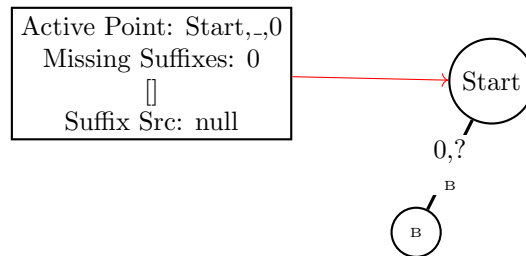 Active Point: Start,_,0
Missing Suffixes: 0
[]
Suffix Src: null
Start
0,?
B
B